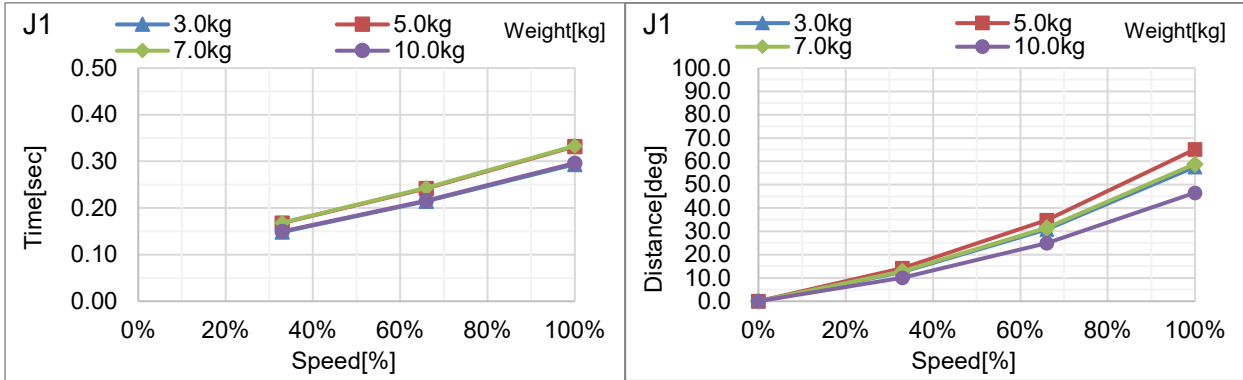 J1
3.0kg 5.0kg Weight[kg]
7.0kg 10.0kg
0.50
0.40
0.30
0.20
0.10
0.00
Time[sec]
0% 20% 40% 60% 80% 100%
Speed[%]
J1
3.0kg 5.0kg Weight[kg]
7.0kg 10.0kg
100.0
90.0
80.0
70.0
60.0
50.0
40.0
30.0
20.0
10.0
0.0
Distance[deg]
0% 20% 40% 60% 80% 100%
Speed[%]